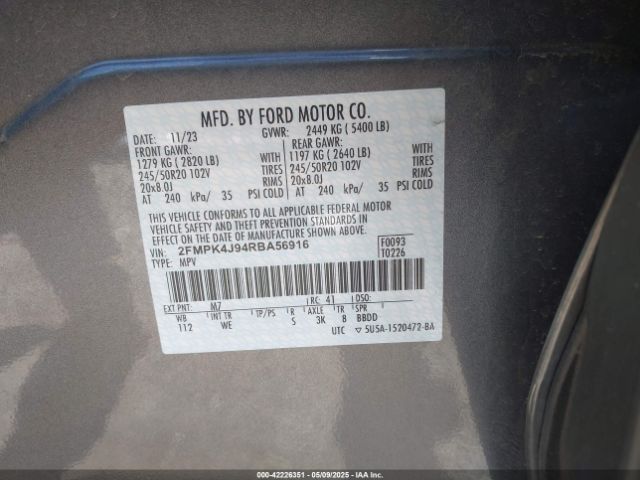 MFD. BY FORD MOTOR CO.
DATE: 11/23 GVWR: 2449 KG ( 5400 LB)
FRONT GAWR: REAR GAWR:
1279 KG ( 2820 LB) WITH 1197 KG ( 2640 LB) WITH
245/50R20 102V TIRES 245/50R20 102V TIRES
20x8.0J RIMS 20x8.0J RIMS
AT 240 kPa/ 35 PSI COLD AT 240 kPa/ 35 PSI COLD
THIS VEHICLE CONFORMS TO ALL APPLICABLE FEDERAL MOTOR
VEHICLE SAFETY AND THEFT PREVENTION STANDARDS IN
EFFECT ON THE DATE OF MANUFACTURE SHOWN ABOVE.
VIN: 2FMPK4J94RBA56916 F0093
TYPE: MPV T0226
EXT PNT: M7 RC: 41 DSO:
WB INT TR TP/PS R AXLE TR SPR
112 WE S 3K 8 BBDD
UTC ▽ 5U5A-1520472-BA
000-42226351 | 05/09/2025 | IAAI.COM